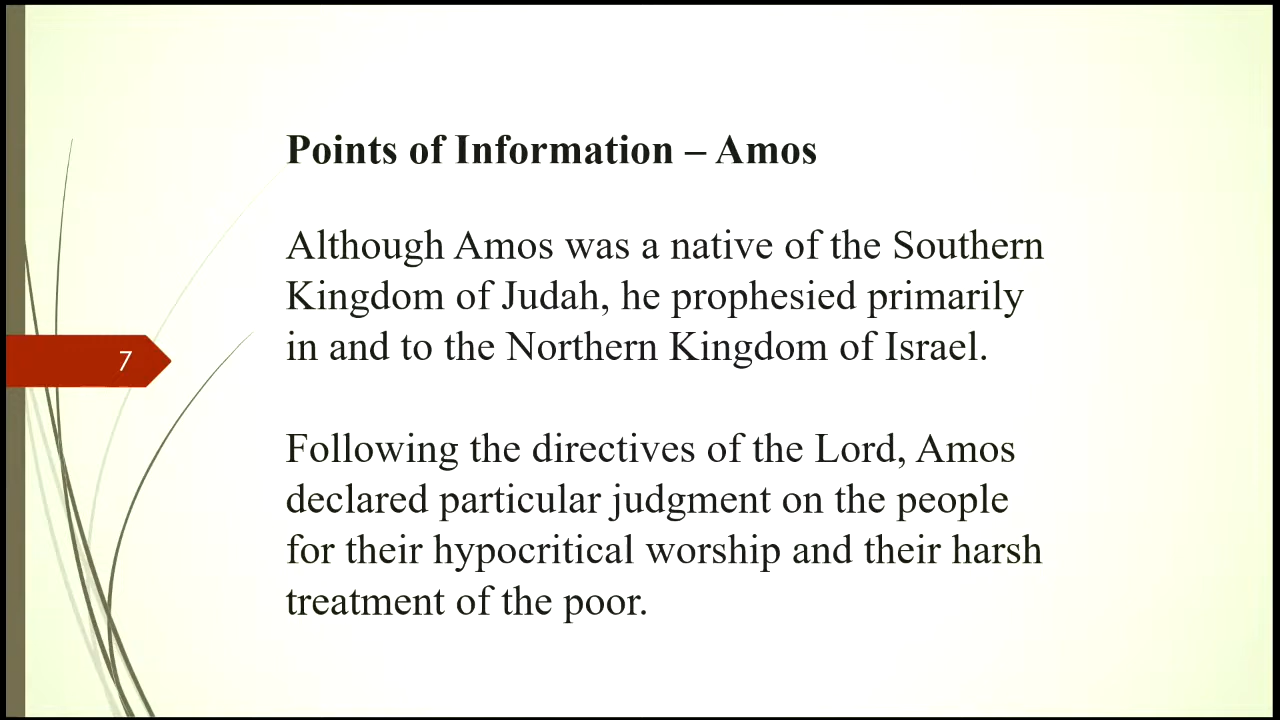 Points of Information – Amos
Although Amos was a native of the Southern
Kingdom of Judah, he prophesied primarily
in and to the Northern Kingdom of Israel.
7
Following the directives of the Lord, Amos
declared particular judgment on the people
for their hypocritical worship and their harsh
treatment of the poor.